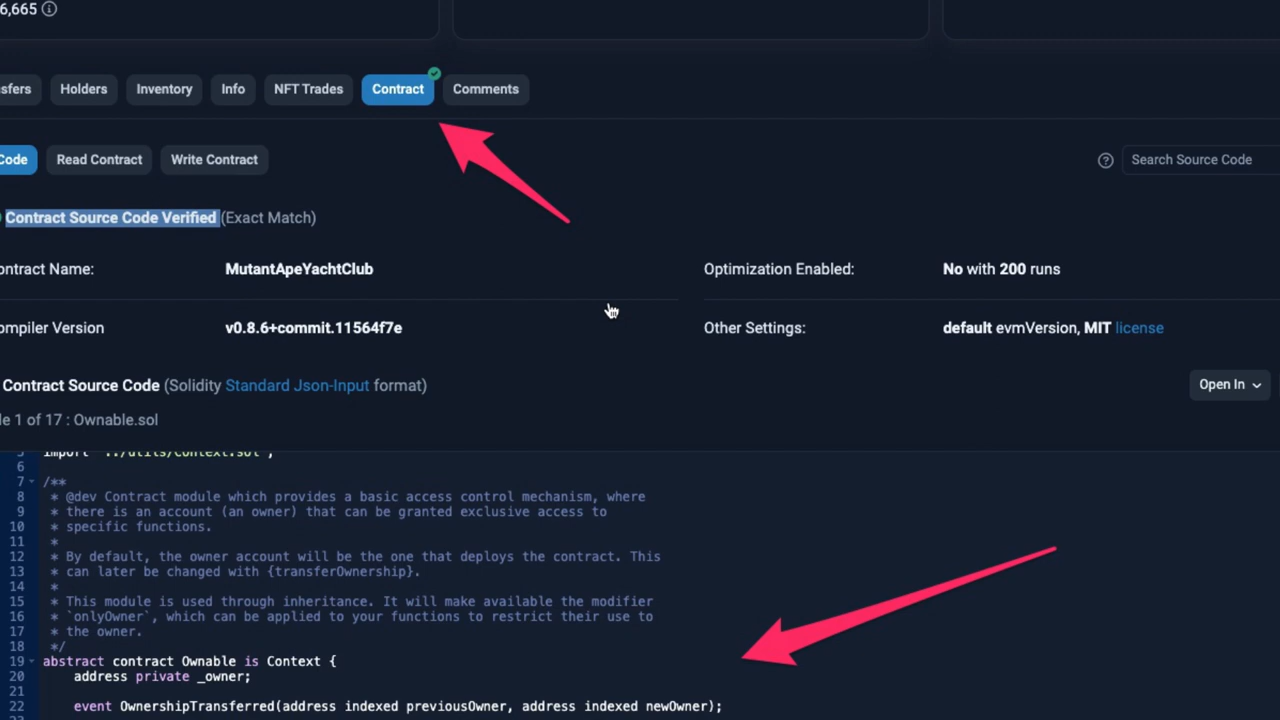 6,665
sfers Holders Inventory Info NFT Trades Contract Comments
Code Read Contract Write Contract Search Source Code
Contract Source Code Verified (Exact Match)
ontract Name: MutantApeYachtClub Optimization Enabled: No with 200 runs
ompiler Version v0.8.6+commit.11564f7e Other Settings: default evmVersion, MIT license
Contract Source Code (Solidity Standard Json-Input format) Open In
le 1 of 17 : Ownable.sol
5 import "../utils/Context.sol";
6
7 /**
8 * @dev Contract module which provides a basic access control mechanism, where
9 * there is an account (an owner) that can be granted exclusive access to
10 * specific functions.
11 *
12 * By default, the owner account will be the one that deploys the contract. This
13 * can later be changed with {transferOwnership}.
14 *
15 * This module is used through inheritance. It will make available the modifier
16 * `onlyOwner`, which can be applied to your functions to restrict their use to
17 * the owner.
18 */
19 abstract contract Ownable is Context {
20 address private _owner;
21
22 event OwnershipTransferred(address indexed previousOwner, address indexed newOwner);